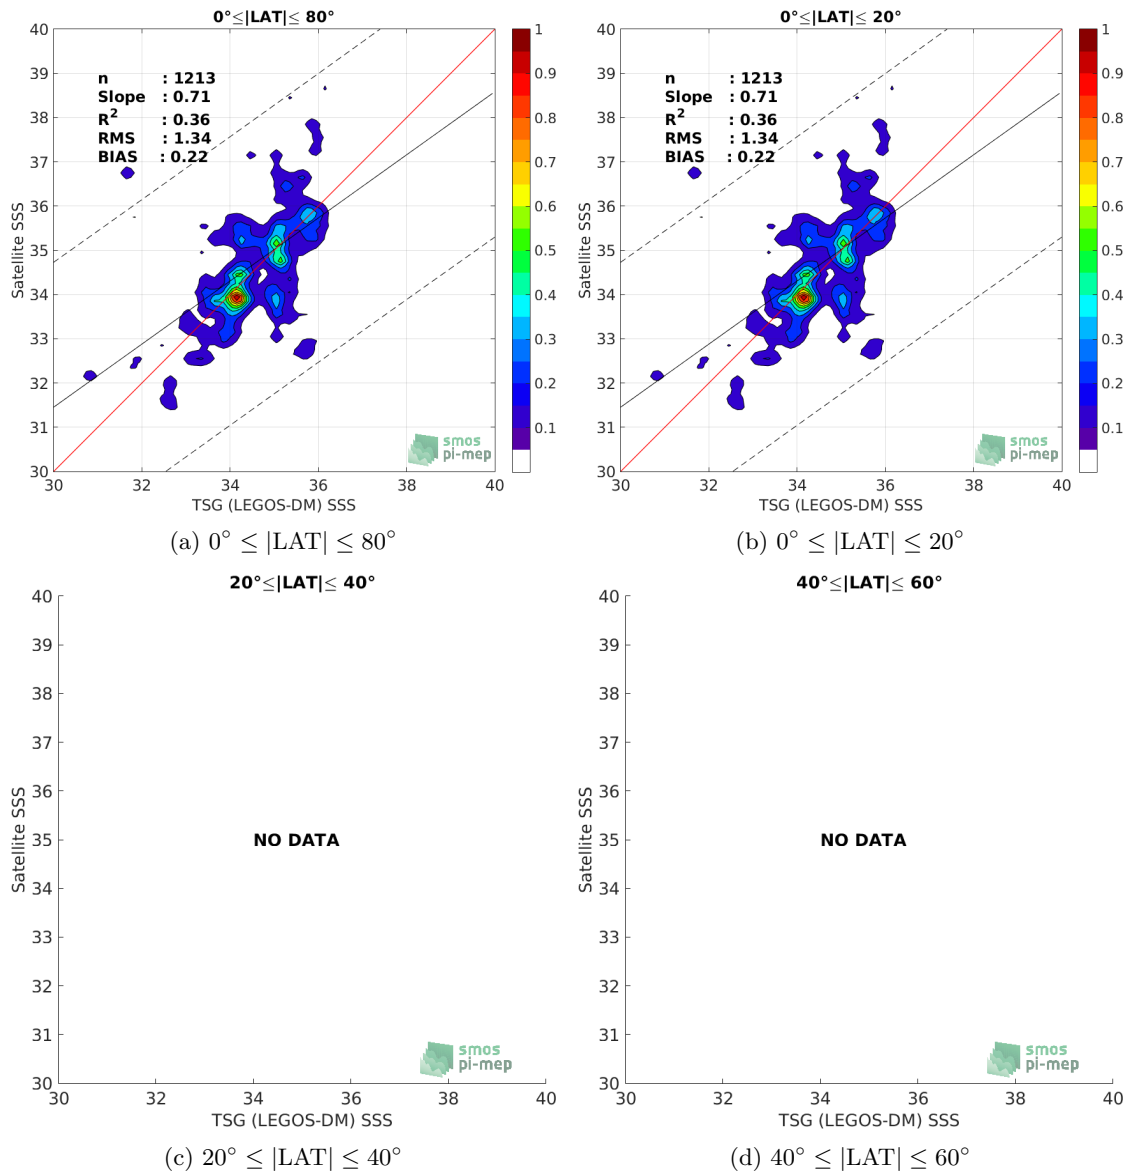 0°≤|LAT|≤ 80°
40
39
38
37
36
35
34
33
32
31
30
Satellite SSS
n : 1213
Slope : 0.71
R² : 0.36
RMS : 1.34
BIAS : 0.22
smos
pi-mep
30 32 34 36 38 40
TSG (LEGOS-DM) SSS
1
0.9
0.8
0.7
0.6
0.5
0.4
0.3
0.2
0.1
(a) 0° ≤ |LAT| ≤ 80°
0°≤|LAT|≤ 20°
40
39
38
37
36
35
34
33
32
31
30
Satellite SSS
n : 1213
Slope : 0.71
R² : 0.36
RMS : 1.34
BIAS : 0.22
smos
pi-mep
30 32 34 36 38 40
TSG (LEGOS-DM) SSS
1
0.9
0.8
0.7
0.6
0.5
0.4
0.3
0.2
0.1
(b) 0° ≤ |LAT| ≤ 20°
20°≤|LAT|≤ 40°
40
39
38
37
36
35
34
33
32
31
30
Satellite SSS
NO DATA
smos
pi-mep
30 32 34 36 38 40
TSG (LEGOS-DM) SSS
(c) 20° ≤ |LAT| ≤ 40°
40°≤|LAT|≤ 60°
40
39
38
37
36
35
34
33
32
31
30
Satellite SSS
NO DATA
smos
pi-mep
30 32 34 36 38 40
TSG (LEGOS-DM) SSS
(d) 40° ≤ |LAT| ≤ 60°